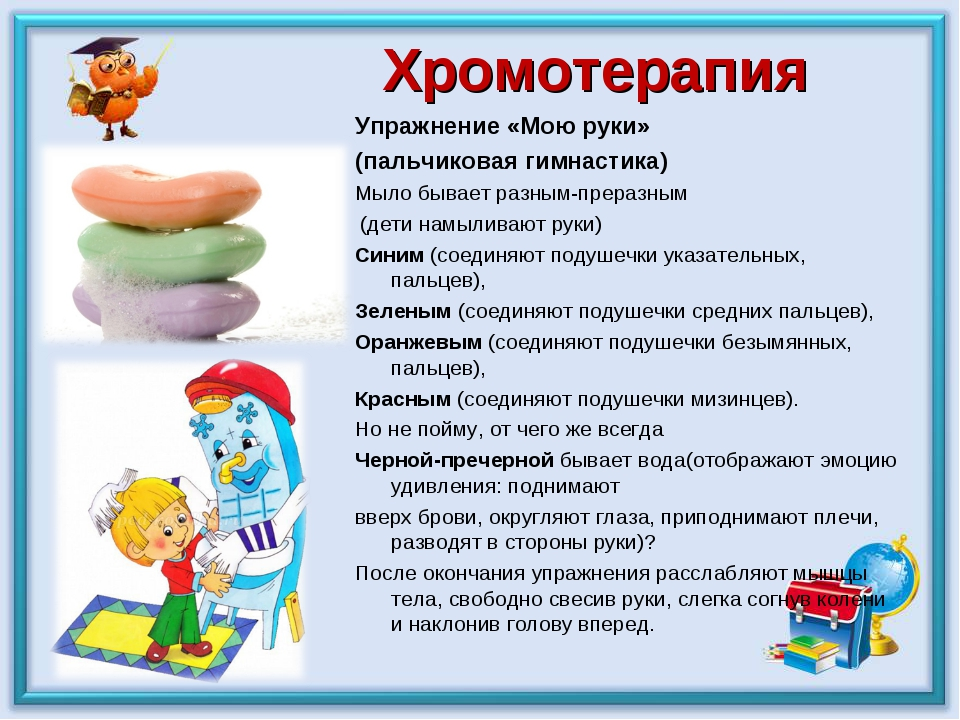 Хромотерапия
Упражнение «Мою руки»
(пальчиковая гимнастика)
Мыло бывает разным-преразным
(дети намыливают руки)
Синим (соединяют подушечки указательных,
пальцев),
Зеленым (соединяют подушечки средних пальцев),
Оранжевым (соединяют подушечки безымянных,
пальцев),
Красным (соединяют подушечки мизинцев).
Но не пойму, от чего же всегда
Черной-пречерной бывает вода(отображают эмоцию
удивления: поднимают
вверх брови, округляют глаза, приподнимают плечи,
разводят в стороны руки)?
После окончания упражнения расслабляют мышцы
тела, свободно свесив руки, слегка согнув колени
и наклонив голову вперед.